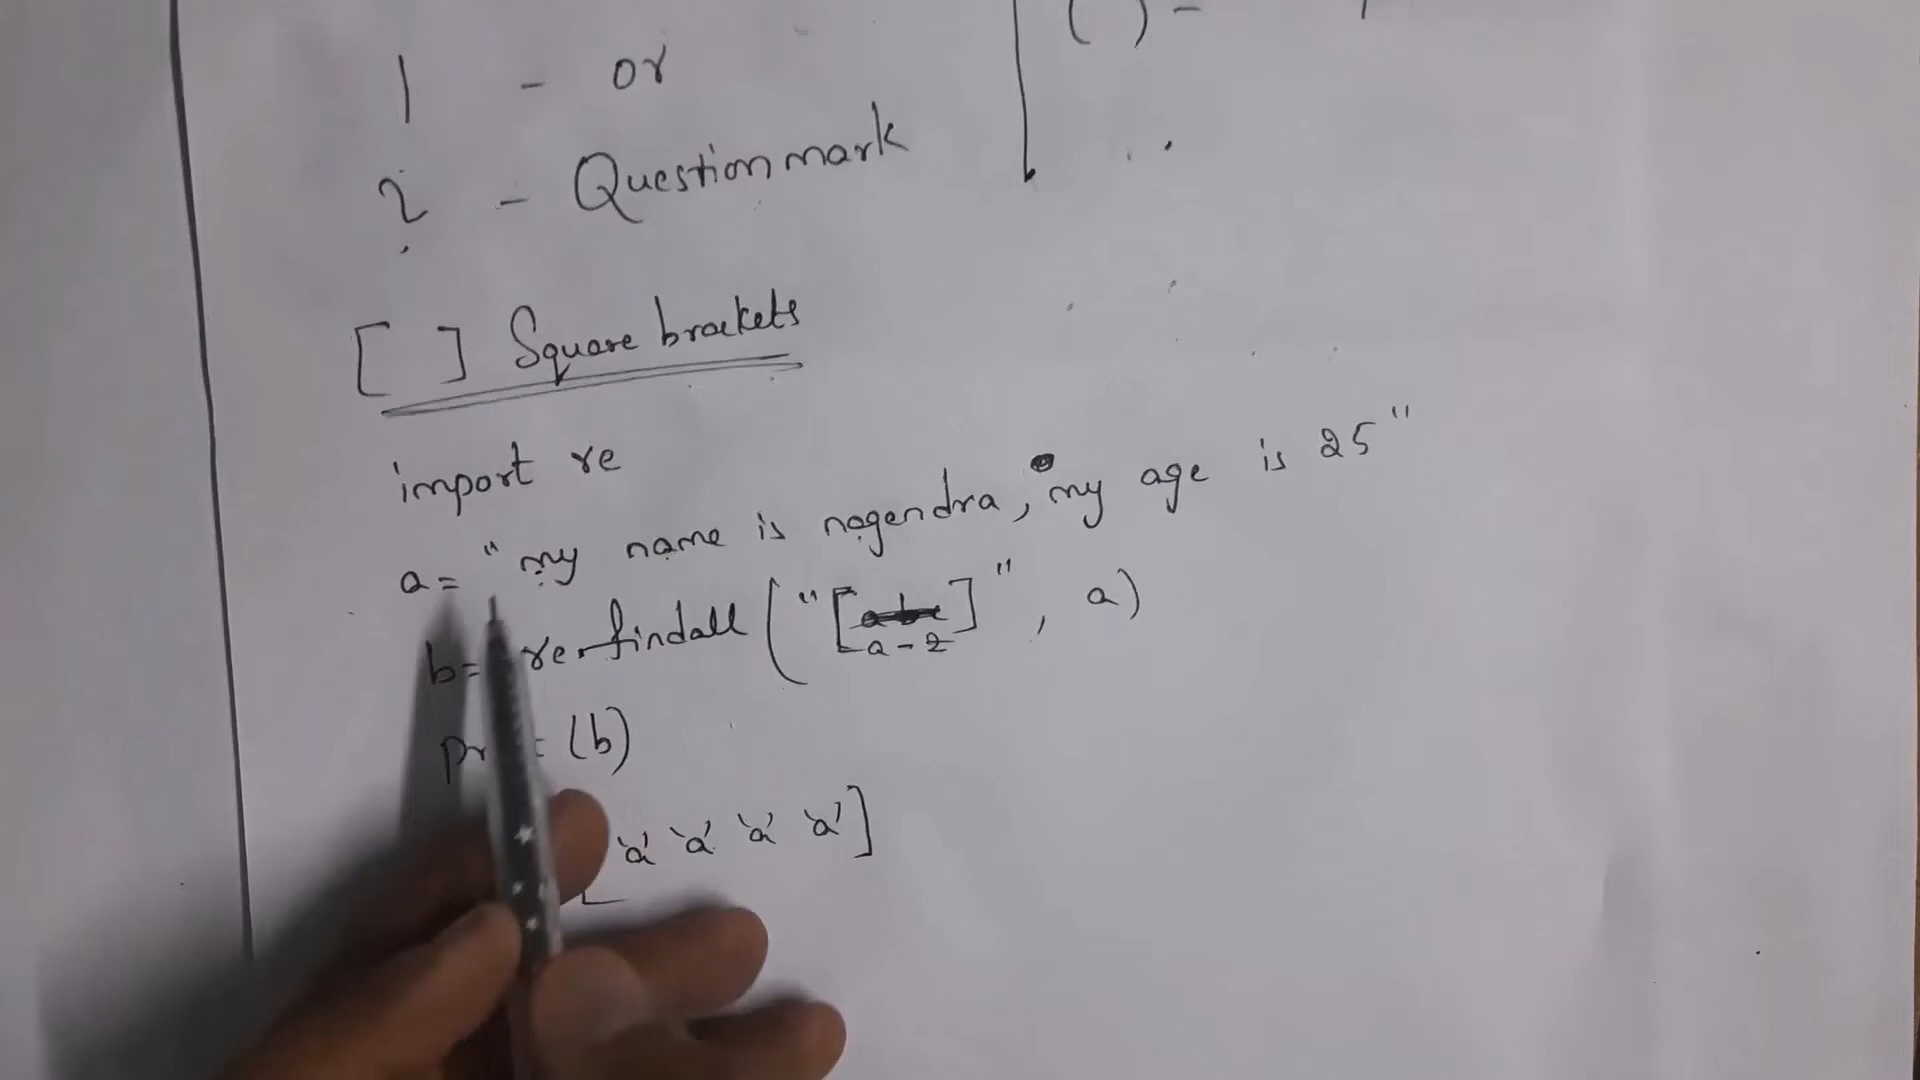 ( ) -
| - or
? - Question mark
[ ] Square brackets
import re
a= "my name is nagendra, my age is 25"
b= re.findall("[a-z]", a)
(b)
'a' 'a' 'a' 'a']